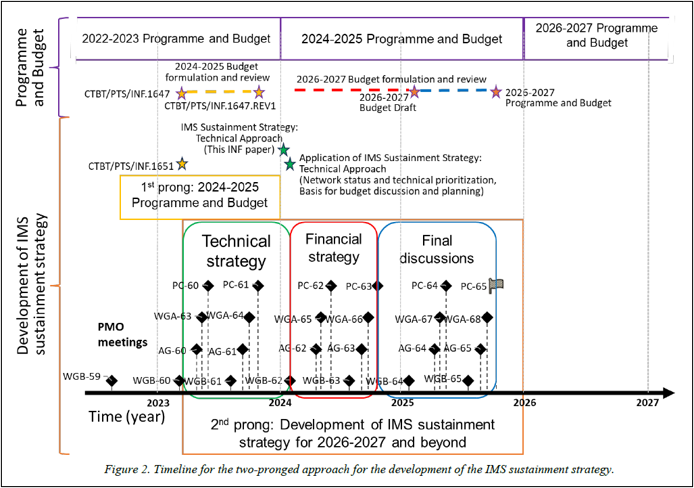 2022-2023 Programme and Budget
2024-2025 Programme and Budget
2026-2027 Programme
and Budget
Programme
and Budget
2024-2025 Budget
formulation and review
2026-2027 Budget formulation and review
CTBT/PTS/INF.1647
CTBT/PTS/INF.1647.REV1
2026-2027
Budget Draft
2026-2027
Programme and Budget
IMS Sustainment Strategy:
Technical Approach
(This INF paper)
CTBT/PTS/INF.1651
Application of IMS Sustainment Strategy:
Technical Approach
(Network status and technical prioritization,
Basis for budget discussion and planning)
1st prong: 2024-2025
Programme and Budget
Development of IMS
sustainment strategy
Technical
strategy
Financial
strategy
Final
discussions
PC-60 PC-61 PC-62 PC-63 PC-64 PC-65
PMO
meetings
WGA-63 WGA-64 WGA-65 WGA-66 WGA-67 WGA-68
AG-60 AG-61 AG-62 AG-63 AG-64 AG-65
WGB-59 WGB-60 WGB-61 WGB-62 WGB-63 WGB-64 WGB-65
Time (year)
2023 2024 2025 2026 2027
2nd prong: Development of IMS sustainment
strategy for 2026-2027 and beyond
Figure 2. Timeline for the two-pronged approach for the development of the IMS sustainment strategy.